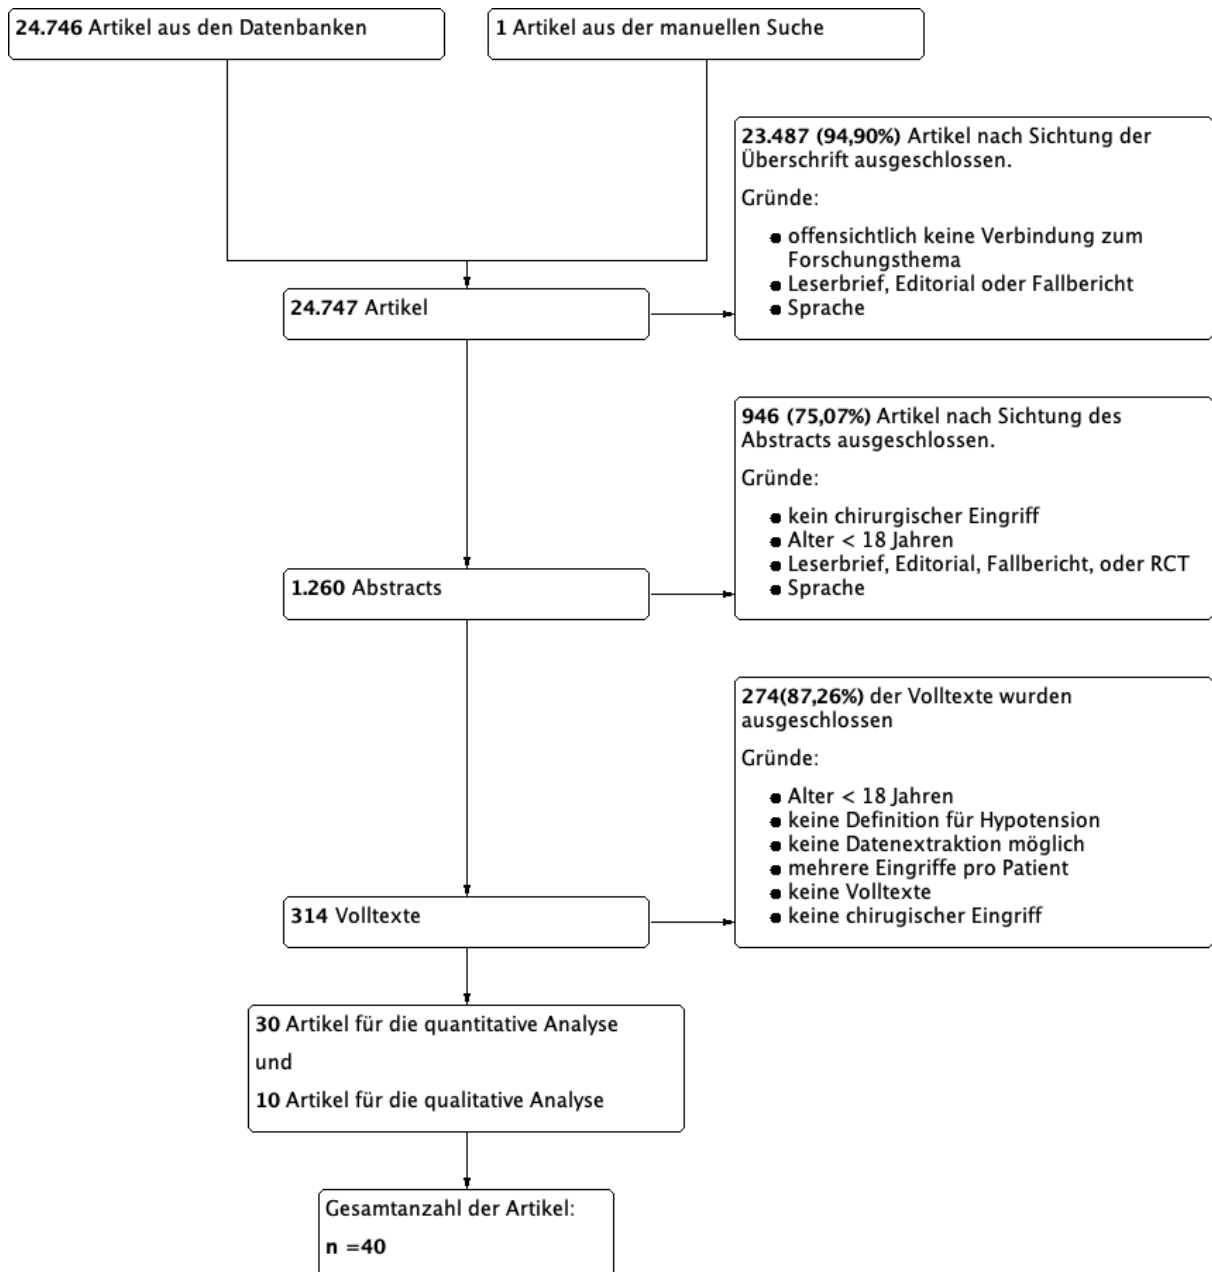 24.746 Artikel aus den Datenbanken
1 Artikel aus der manuellen Suche
23.487 (94,90%) Artikel nach Sichtung der
Überschrift ausgeschlossen.
Gründe:
● offensichtlich keine Verbindung zum
Forschungsthema
● Leserbrief, Editorial oder Fallbericht
● Sprache
24.747 Artikel
946 (75,07%) Artikel nach Sichtung des
Abstracts ausgeschlossen.
Gründe:
● kein chirurgischer Eingriff
● Alter < 18 Jahren
● Leserbrief, Editorial, Fallbericht, oder RCT
● Sprache
1.260 Abstracts
274(87,26%) der Volltexte wurden
ausgeschlossen
Gründe:
● Alter < 18 Jahren
● keine Definition für Hypotension
● keine Datenextraktion möglich
● mehrere Eingriffe pro Patient
● keine Volltexte
● keine chirugischer Eingriff
314 Volltexte
30 Artikel für die quantitative Analyse
und
10 Artikel für die qualitative Analyse
Gesamtanzahl der Artikel:
n =40